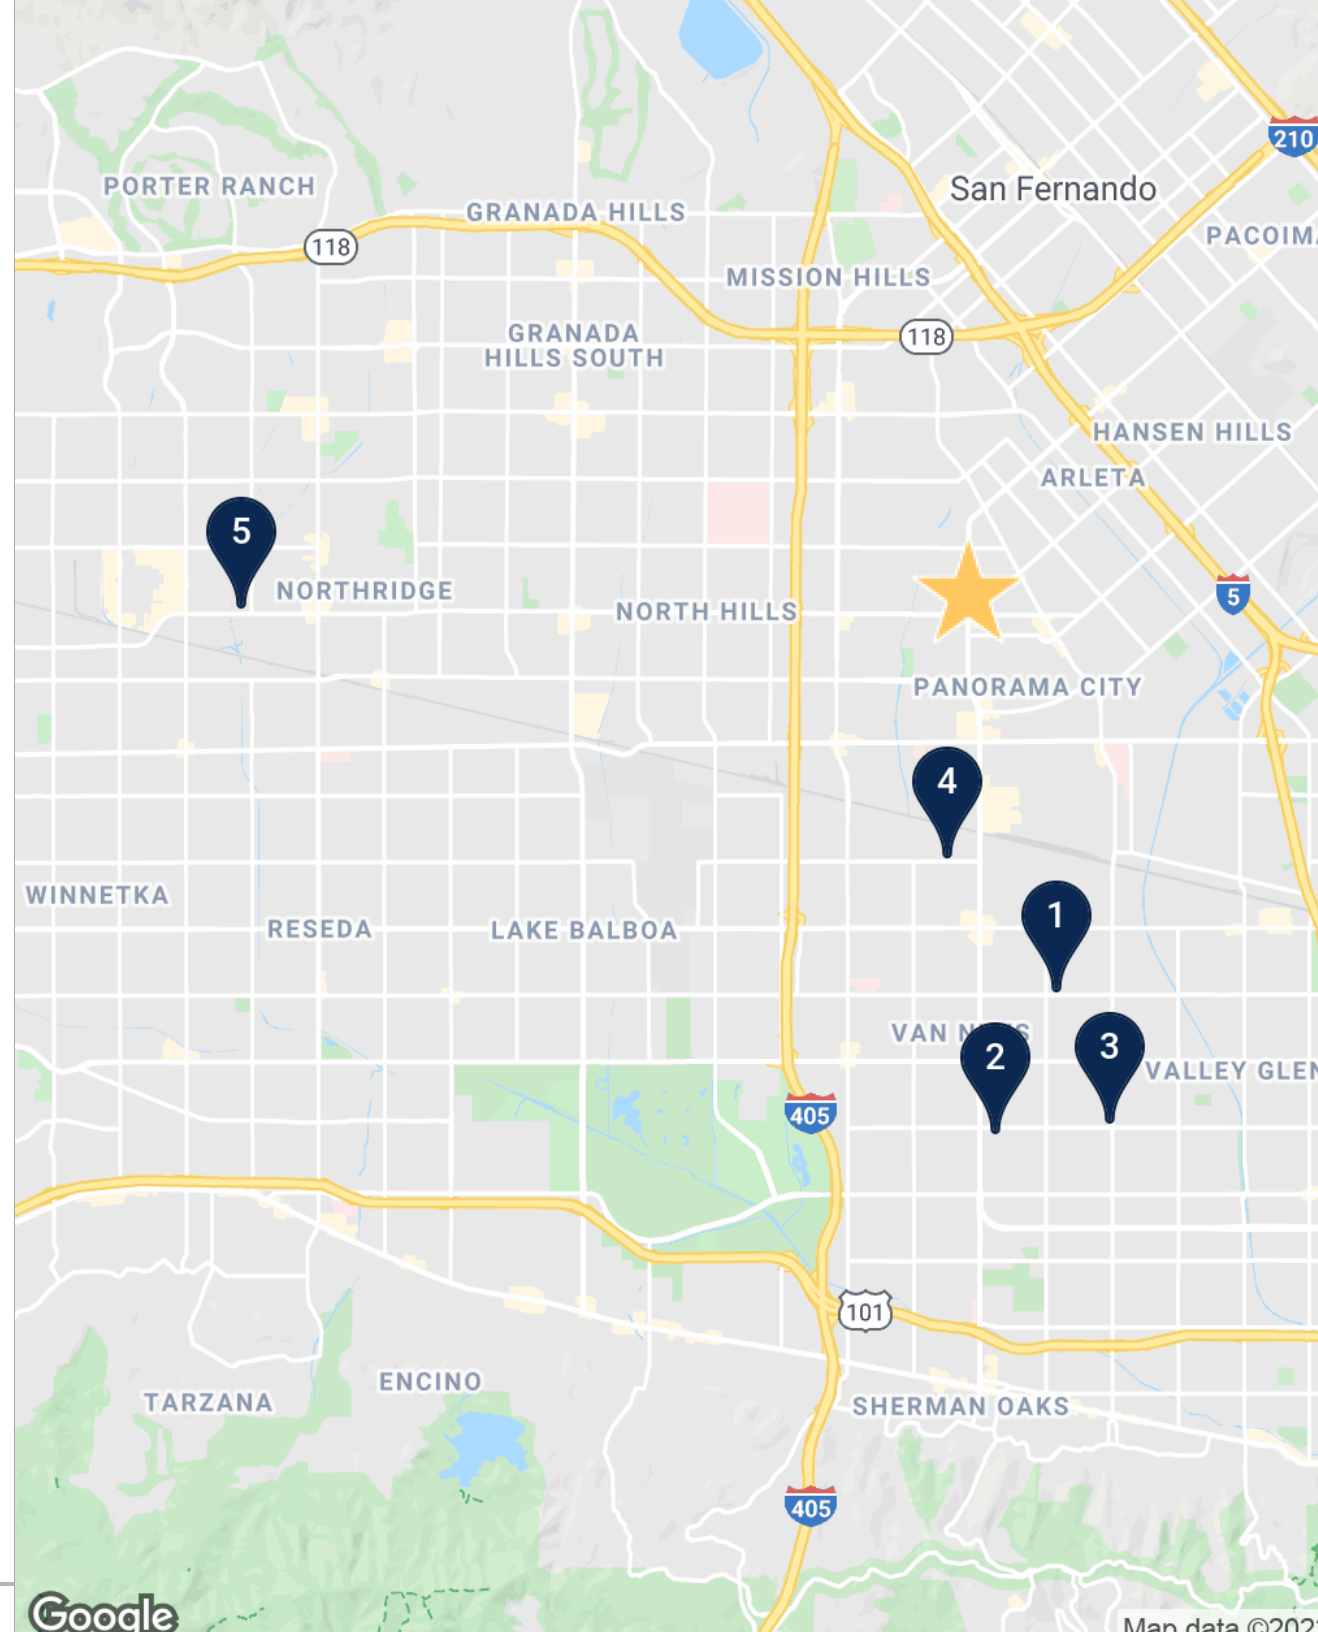 210
San Fernando
PORTER RANCH
GRANADA HILLS
PACOIMA
118
MISSION HILLS
GRANADA
HILLS SOUTH
118
HANSEN HILLS
ARLETA
5
NORTHRIDGE
5
NORTH HILLS
PANORAMA CITY
4
WINNETKA
1
RESEDA
LAKE BALBOA
VAN
2
3
VALLEY GLEN
405
101
ENCINO
TARZANA
SHERMAN OAKS
405
Google
Map data ©202